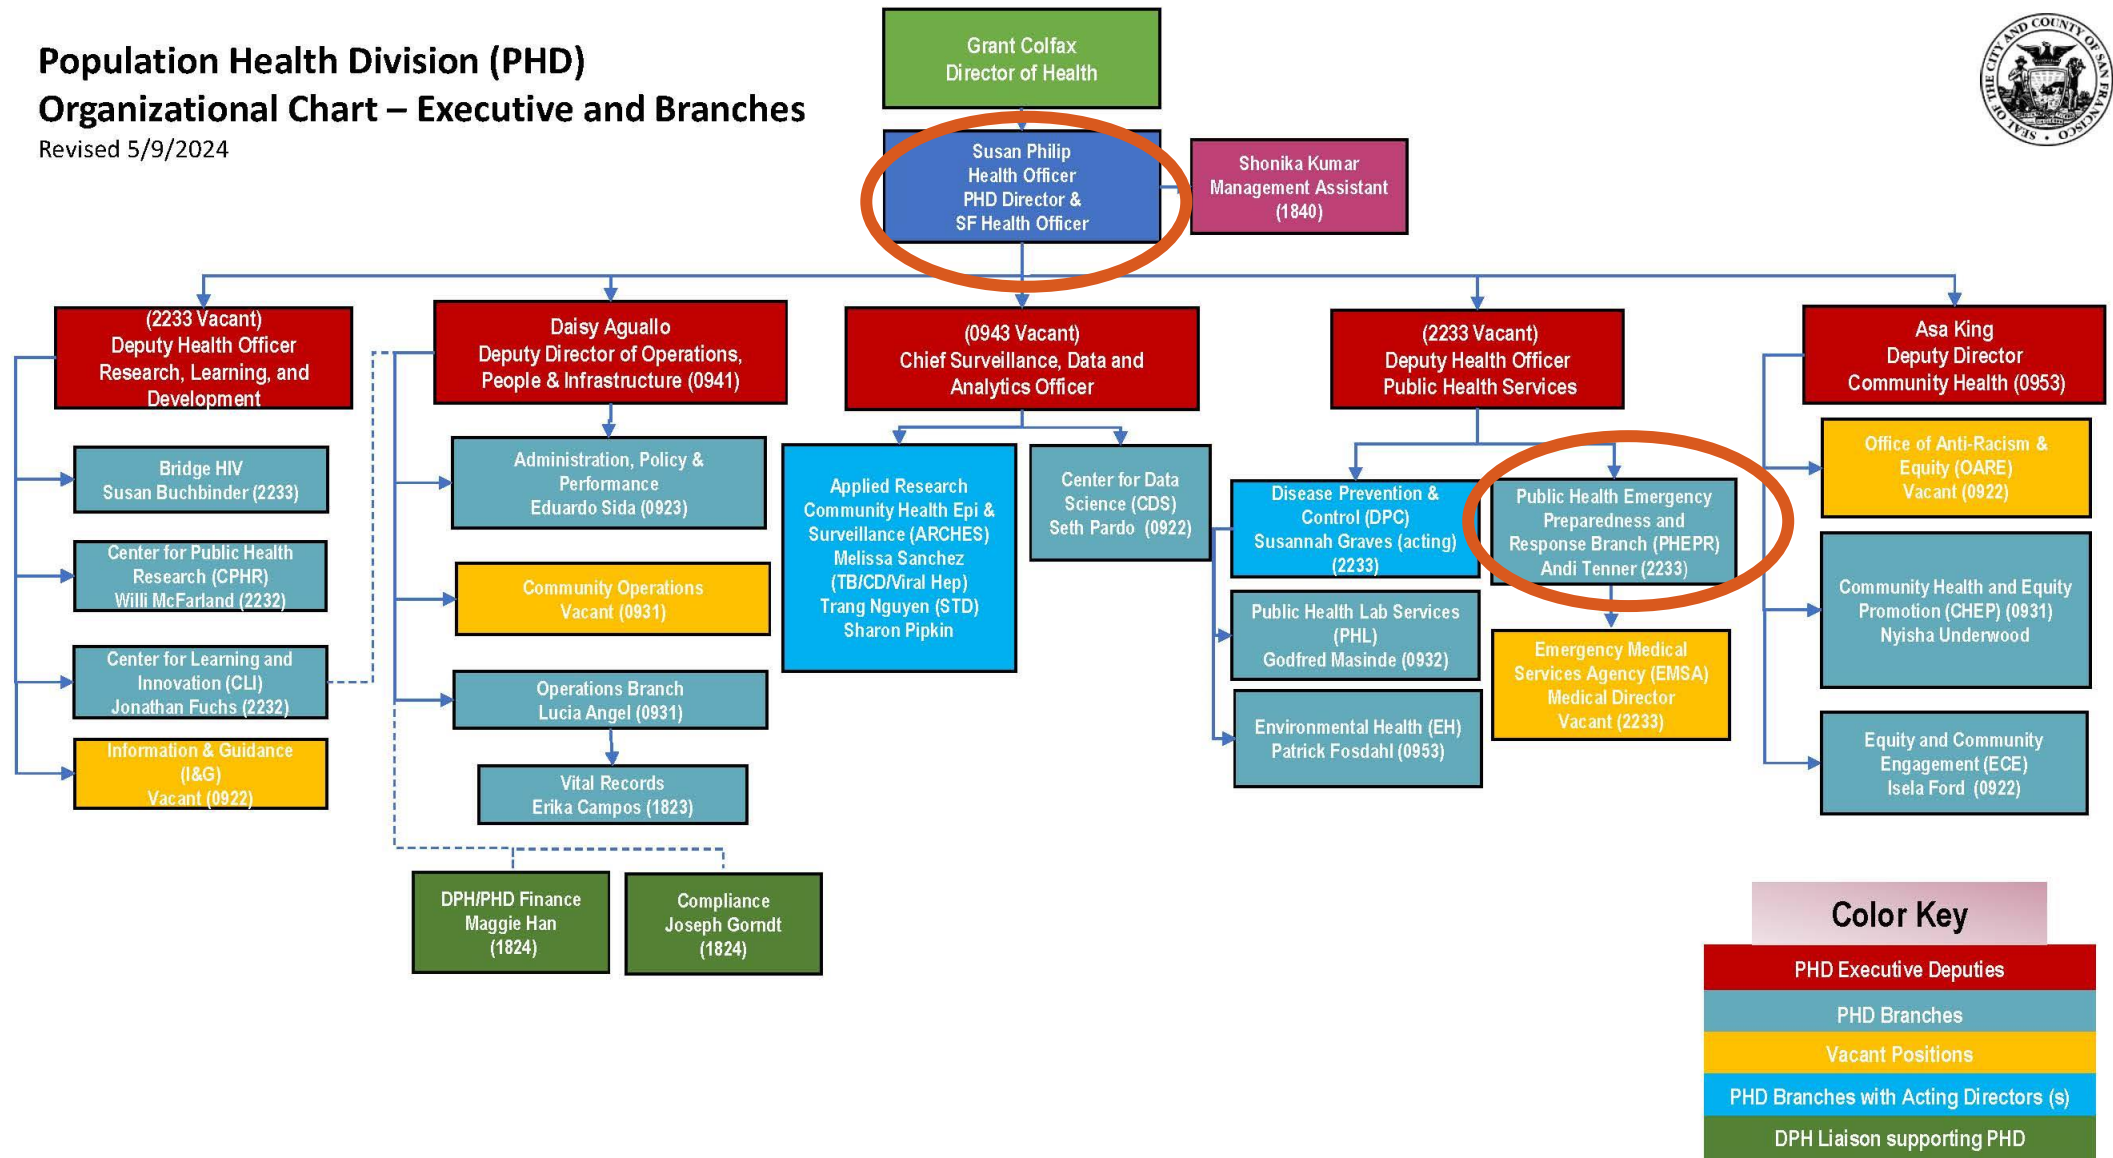 Population Health Division (PHD)
Organizational Chart – Executive and Branches
Revised 5/9/2024
Grant Colfax
Director of Health
THE CITY AND COUNTY OF SAN FRANCISCO
SEAL OF
Susan Philip
Health Officer
PHD Director &
SF Health Officer
Shonika Kumar
Management Assistant
(1840)
(2233 Vacant)
Deputy Health Officer
Research, Learning, and
Development
Bridge HIV
Susan Buchbinder (2233)
Center for Public Health
Research (CPHR)
Willi McFarland (2232)
Center for Learning and
Innovation (CLI)
Jonathan Fuchs (2232)
Information & Guidance
(I&G)
Vacant (0922)
Daisy Aguallo
Deputy Director of Operations,
People & Infrastructure (0941)
Administration, Policy &
Performance
Eduardo Sida (0923)
Community Operations
Vacant (0931)
Operations Branch
Lucia Angel (0931)
Vital Records
Erika Campos (1823)
DPH/PHD Finance
Maggie Han
(1824)
Compliance
Joseph Gorndt
(1824)
(0943 Vacant)
Chief Surveillance, Data and
Analytics Officer
Applied Research
Community Health Epi &
Surveillance (ARCHES)
Melissa Sanchez
(TB/CD/Viral Hep)
Trang Nguyen (STD)
Sharon Pipkin
Center for Data
Science (CDS)
Seth Pardo (0922)
(2233 Vacant)
Deputy Health Officer
Public Health Services
Disease Prevention &
Control (DPC)
Susannah Graves (acting)
(2233)
Public Health Lab Services
(PHL)
Godfred Masinde (0932)
Environmental Health (EH)
Patrick Fosdahl (0953)
Public Health Emergency
Preparedness and
Response Branch (PHEPR)
Andi Tenner (2233)
Emergency Medical
Services Agency (EMSA)
Medical Director
Vacant (2233)
Asa King
Deputy Director
Community Health (0953)
Office of Anti-Racism &
Equity (OARE)
Vacant (0922)
Community Health and Equity
Promotion (CHEP) (0931)
Nyisha Underwood
Equity and Community
Engagement (ECE)
Isela Ford (0922)
Color Key
PHD Executive Deputies
PHD Branches
Vacant Positions
PHD Branches with Acting Directors (s)
DPH Liaison supporting PHD